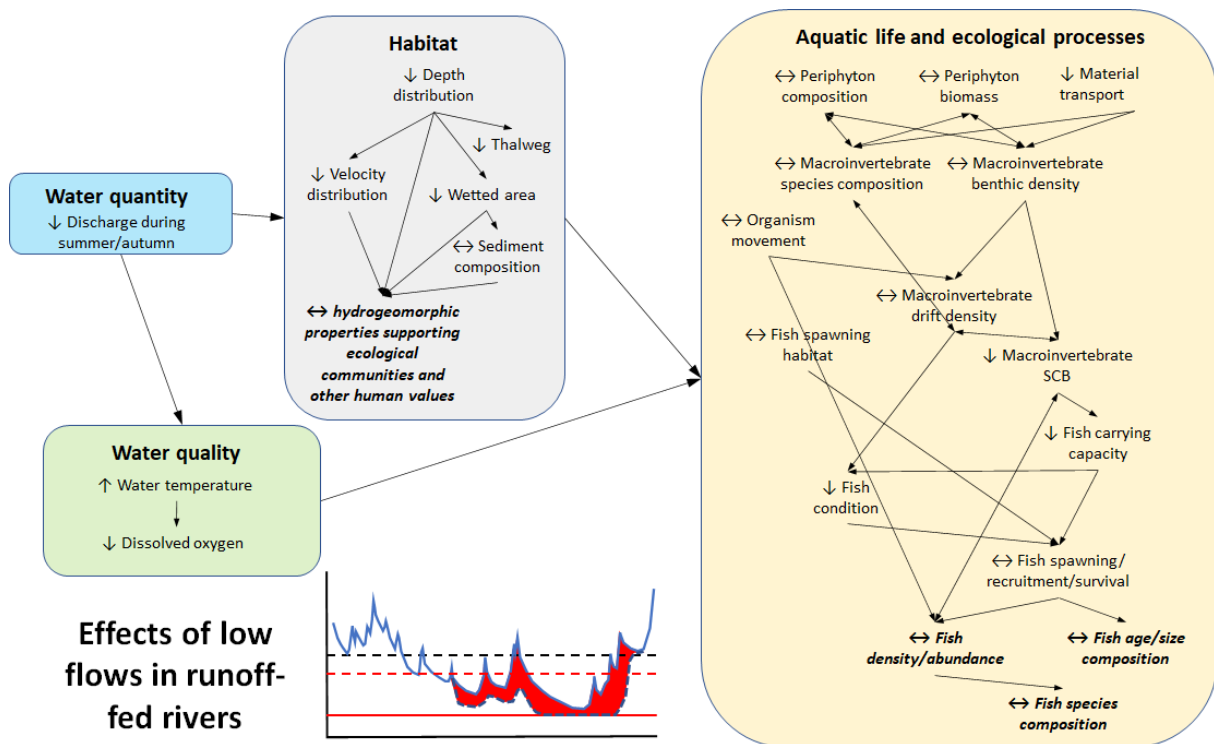 Water quantity
↓ Discharge during
summer/autumn
Habitat
↓ Depth
distribution
↓ Thalweg
↓ Velocity
distribution
↓ Wetted area
↔ Sediment
composition
↔ hydrogeomorphic
properties supporting
ecological
communities and
other human values
Water quality
↑ Water temperature
↓ Dissolved oxygen
Effects of low
flows in runoff-
fed rivers
Aquatic life and ecological processes
↔ Periphyton
composition
↔ Periphyton
biomass
↓ Material
transport
↔ Macroinvertebrate
species composition
↔ Macroinvertebrate
benthic density
↔ Organism
movement
↔ Macroinvertebrate
drift density
↔ Fish spawning
habitat
↓ Macroinvertebrate
SCB
↓ Fish carrying
capacity
↓ Fish
condition
↔ Fish spawning/
recruitment/survival
↔ Fish
density/abundance
↔ Fish age/size
composition
↔ Fish species
composition